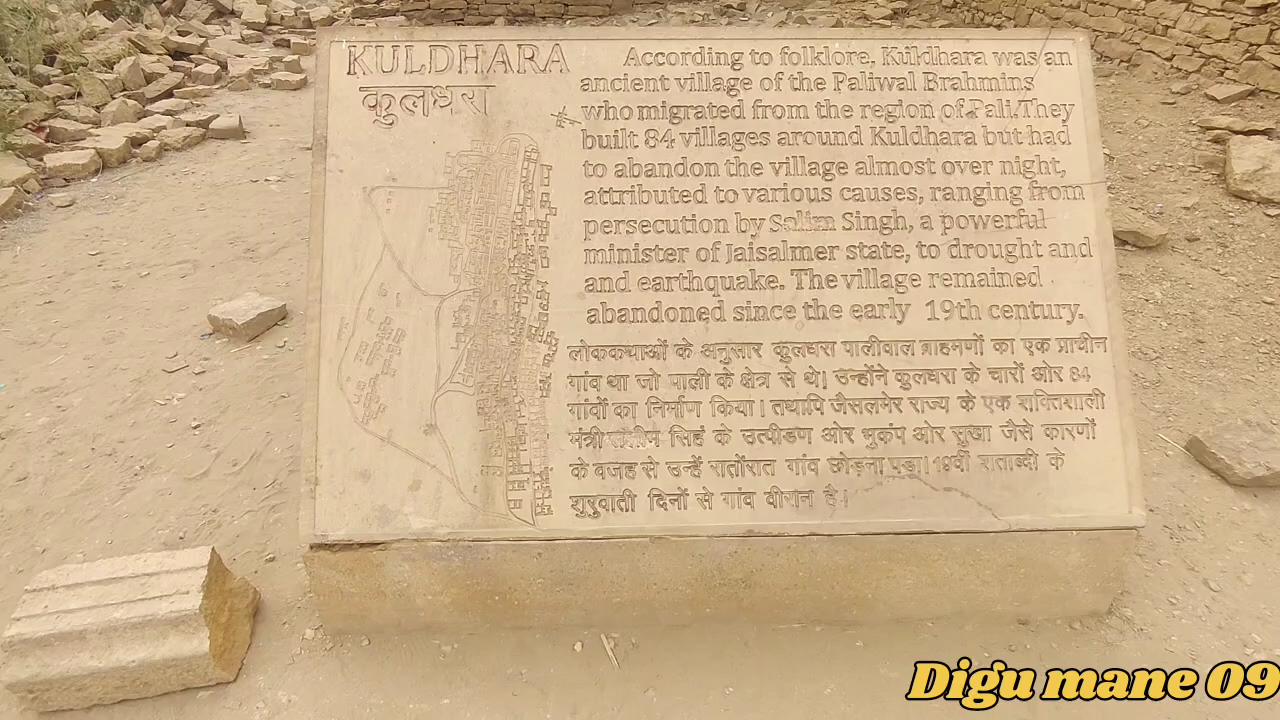 KULDHARA
कुलधरा
According to folklore, Kuldhara was an
ancient village of the Paliwal Brahmins
who migrated from the region of Pali.They
built 84 villages around Kuldhara but had
to abandon the village almost over night,
attributed to various causes, ranging from
persecution by Salim Singh, a powerful
minister of Jaisalmer state, to drought and
and earthquake. The village remained
abandoned since the early 19th century.
लोककथाओं के अनुसार कुलधरा पालीवाल ब्राहमणों का एक प्राचीन
गांव था जो पाली के क्षेत्र से थे| उन्होंने कुलधरा के चारों ओर 84
गांवों का निर्माण किया। तथापि जैसलमेर राज्य के एक शक्तिशाली
मंत्री सिहं के उत्पीडण ओर भुकंप ओर सुखा जैसे कारणों
के वजह से उन्हें रातोंरात गांव छोड़ना पड़ा|19वीं शताब्दी के
शुरुवाती दिनों से गांव वीरान है।
Digu mane 09